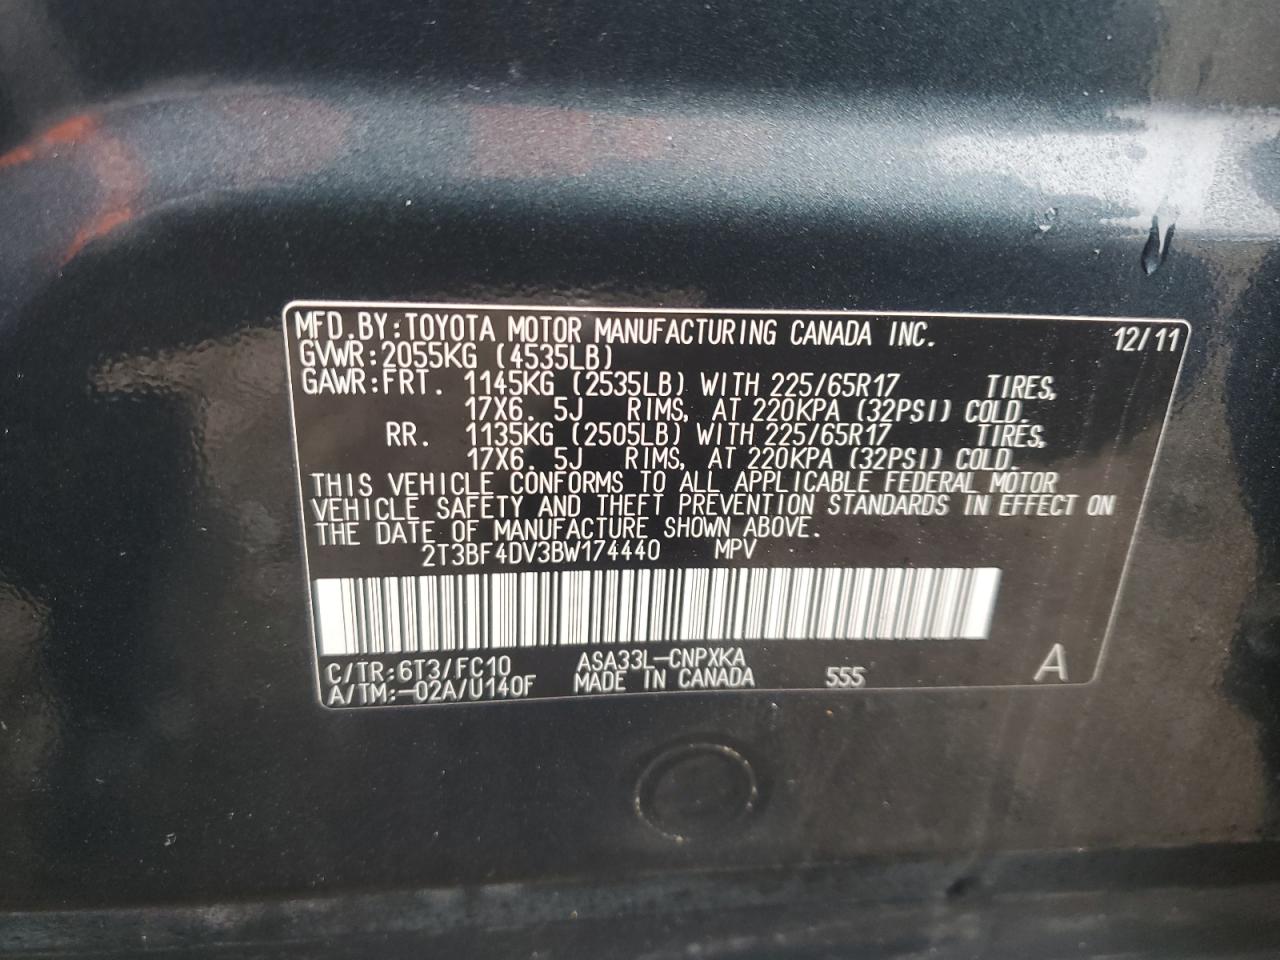 MFD.BY:TOYOTA MOTOR MANUFACTURING CANADA INC. 12/11
GVWR:2055KG (4535LB)
GAWR:FRT. 1145KG (2535LB) WITH 225/65R17 TIRES,
17X6.5J RIMS, AT 220KPA (32PSI) COLD.
RR. 1135KG (2505LB) WITH 225/65R17 TIRES,
17X6.5J RIMS, AT 220KPA (32PSI) COLD.
THIS VEHICLE CONFORMS TO ALL APPLICABLE FEDERAL MOTOR
VEHICLE SAFETY AND THEFT PREVENTION STANDARDS IN EFFECT ON
THE DATE OF MANUFACTURE SHOWN ABOVE.
2T3BF4DV3BW174440 MPV
C/TR:6T3/FC10 ASA33L-CNPXKA
A/TM:-02A/U140F MADE IN CANADA 555 A